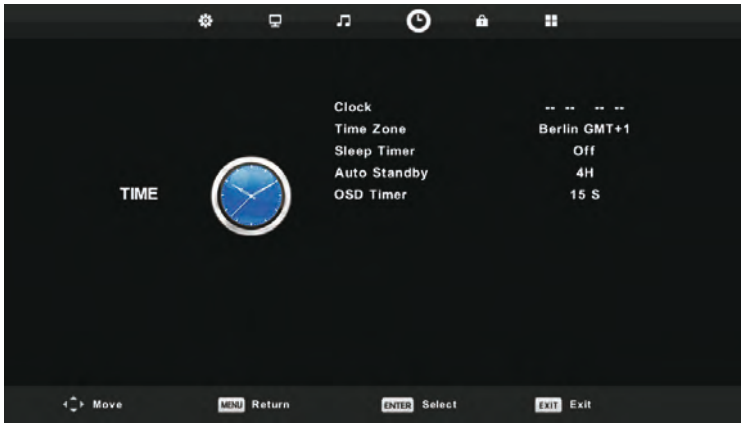 Clock -- -- -- --
Time Zone Berlin GMT+1
Sleep Timer Off
Auto Standby 4H
TIME
OSD Timer 15 S
Move MENU Return ENTER Select EXIT Exit